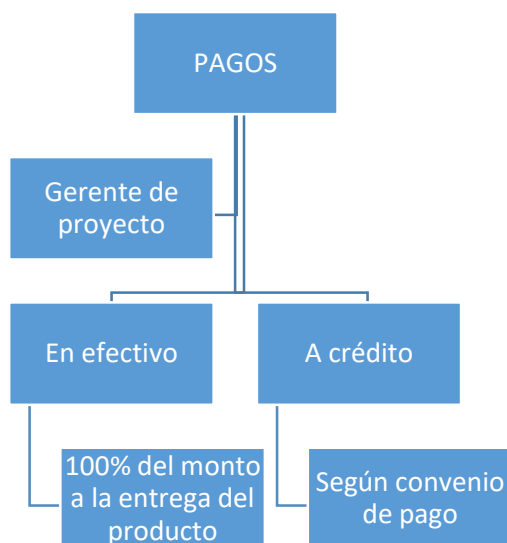 PAGOS
Gerente de
proyecto
En efectivo
A crédito
100% del monto
a la entrega del
producto
Según convenio
de pago